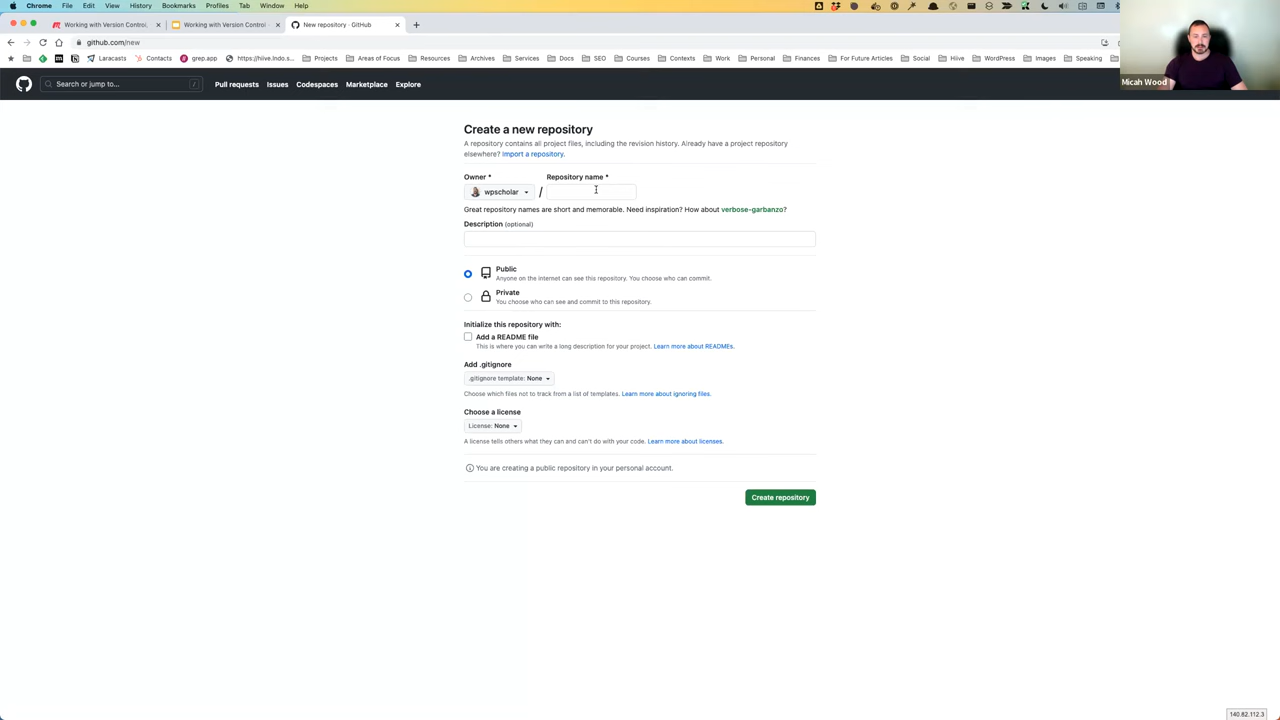 Chrome File Edit View History Bookmarks Profiles Tab Window Help
Working with Version Control, × Working with Version Control × New repository · GitHub × +
github.com/new
Laracasts Contacts grep.app https://hiive.lndo.s... Projects Areas of Focus Resources Archives Services Docs SEO Courses Contexts Work Personal Finances For Future Articles Social Hiive WordPress Images Speaking
Micah Wood
Search or jump to... / Pull requests Issues Codespaces Marketplace Explore
Create a new repository
A repository contains all project files, including the revision history. Already have a project repository
elsewhere? Import a repository.
Owner * Repository name *
wpscholar /
Great repository names are short and memorable. Need inspiration? How about verbose-garbanzo?
Description (optional)
Public
Anyone on the internet can see this repository. You choose who can commit.
Private
You choose who can see and commit to this repository.
Initialize this repository with:
Add a README file
This is where you can write a long description for your project. Learn more about READMEs.
Add .gitignore
.gitignore template: None
Choose which files not to track from a list of templates. Learn more about ignoring files.
Choose a license
License: None
A license tells others what they can and can't do with your code. Learn more about licenses.
You are creating a public repository in your personal account.
Create repository
140.82.112.3